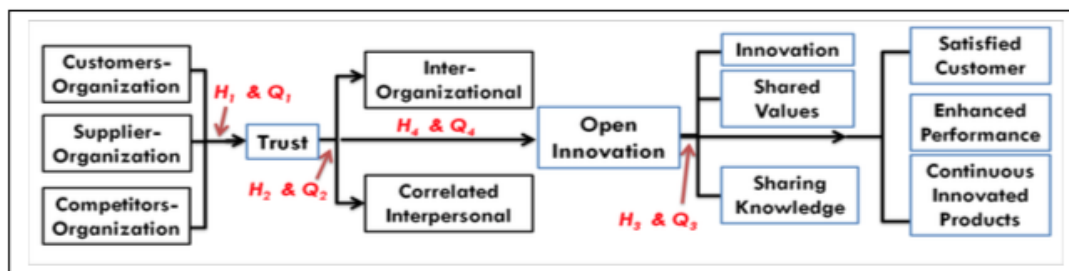 Customers-
Organization
Supplier-
Organization
Competitors-
Organization
H₁ & Q₁
Trust
H₂ & Q₂
Inter-
Organizational
H₄ & Q₄
Correlated
Interpersonal
Open
Innovation
H₃ & Q₃
Innovation
Shared
Values
Sharing
Knowledge
Satisfied
Customer
Enhanced
Performance
Continuous
Innovated
Products